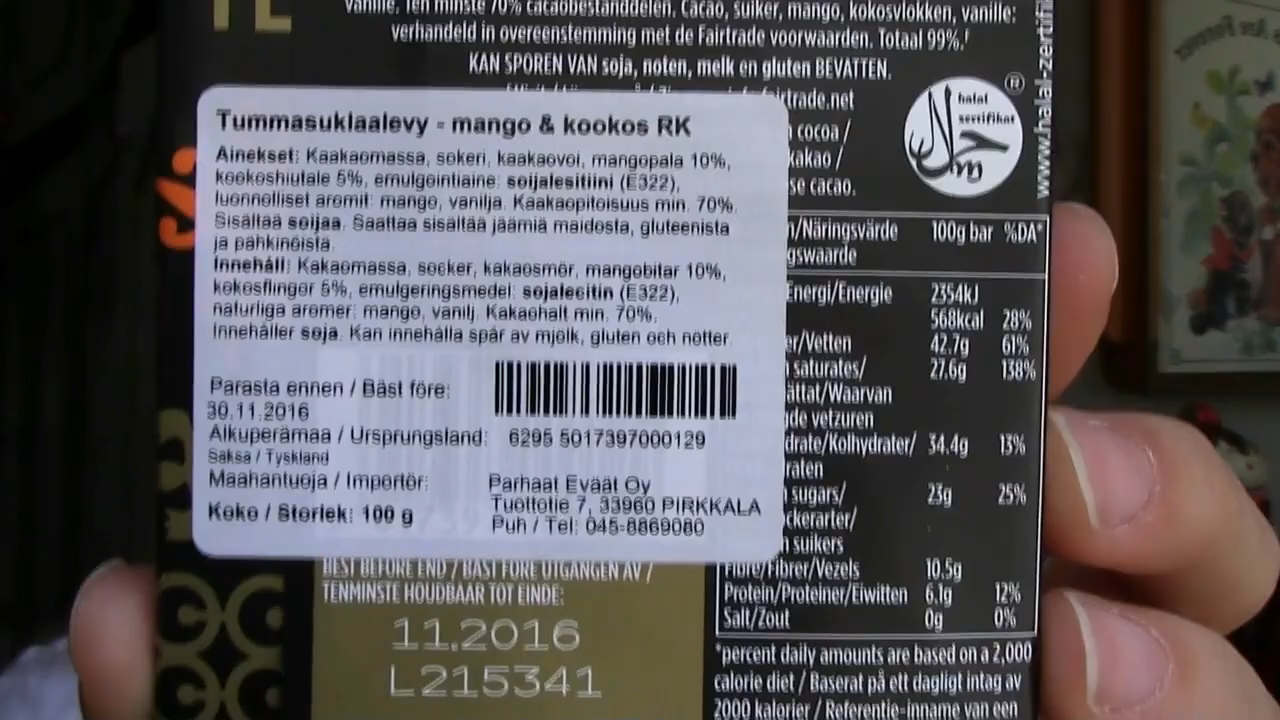 vanille. Ten minste 70% cacaobestanddelen. Cacao, suiker, mango, kokosvlokken, vanille:
verhandeld in overeenstemming met de Fairtrade voorwaarden. Totaal 99%.
KAN SPOREN VAN soja, noten, melk en gluten BEVATTEN.
irtrade.net
cocoa /
kakao /
se cacao.
halal
sertifikat
®
www.halal-zertifi
Tummasuklaalevy - mango & kookos RK
Ainekset: Kaakaomassa, sokeri, kaakaovoi, mangopala 10%,
kookoshiutale 5%, emulgointiaine: soijalesitiini (E322),
luonnolliset aromit: mango, vanilja. Kaakaopitoisuus min. 70%.
Sisältää soijaa. Saattaa sisältää jäämiä maidosta, gluteenista
ja pähkinöistä.
Innehåll: Kakaomassa, socker, kakaosmör, mangobitar 10%,
kokosflingor 5%, emulgeringsmedel: sojalecitin (E322),
naturliga aromer: mango, vanilj. Kakaohalt min. 70%.
Innehåller soja. Kan innehålla spår av mjölk, gluten och nötter.
Parasta ennen / Bäst före:
30.11.2016
Alkuperämaa / Ursprungsland:
Saksa / Tyskland
Maahantuoja / Importör:
Koko / Storlek: 100 g
6295 5017397000129
Parhaat Eväät Oy
Tuottotie 7, 33960 PIRKKALA
Puh / Tel: 045-8869080
n/Näringsvärde 100g bar %DA*
gswaarde
Energi/Energie 2354kJ
568kcal 28%
er/Vetten 42.7g 61%
saturates/ 27.6g 138%
ättat/Waarvan
de vetzuren
drate/Kolhydrater/ 34.4g 13%
raten
sugars/ 23g 25%
ckerarter/
suikers
Fibre/Fibrer/Vezels 10.5g
Protein/Proteiner/Eiwitten 6.1g 12%
Salt/Zout 0g 0%
*percent daily amounts are based on a 2,000
calorie diet / Baserat på ett dagligt intag av
2000 kalorier / Referentie-inname van een
BEST BEFORE END / BÄST FÖRE UTGÅNGEN AV /
TENMINSTE HOUDBAAR TOT EINDE:
11.2016
L215341